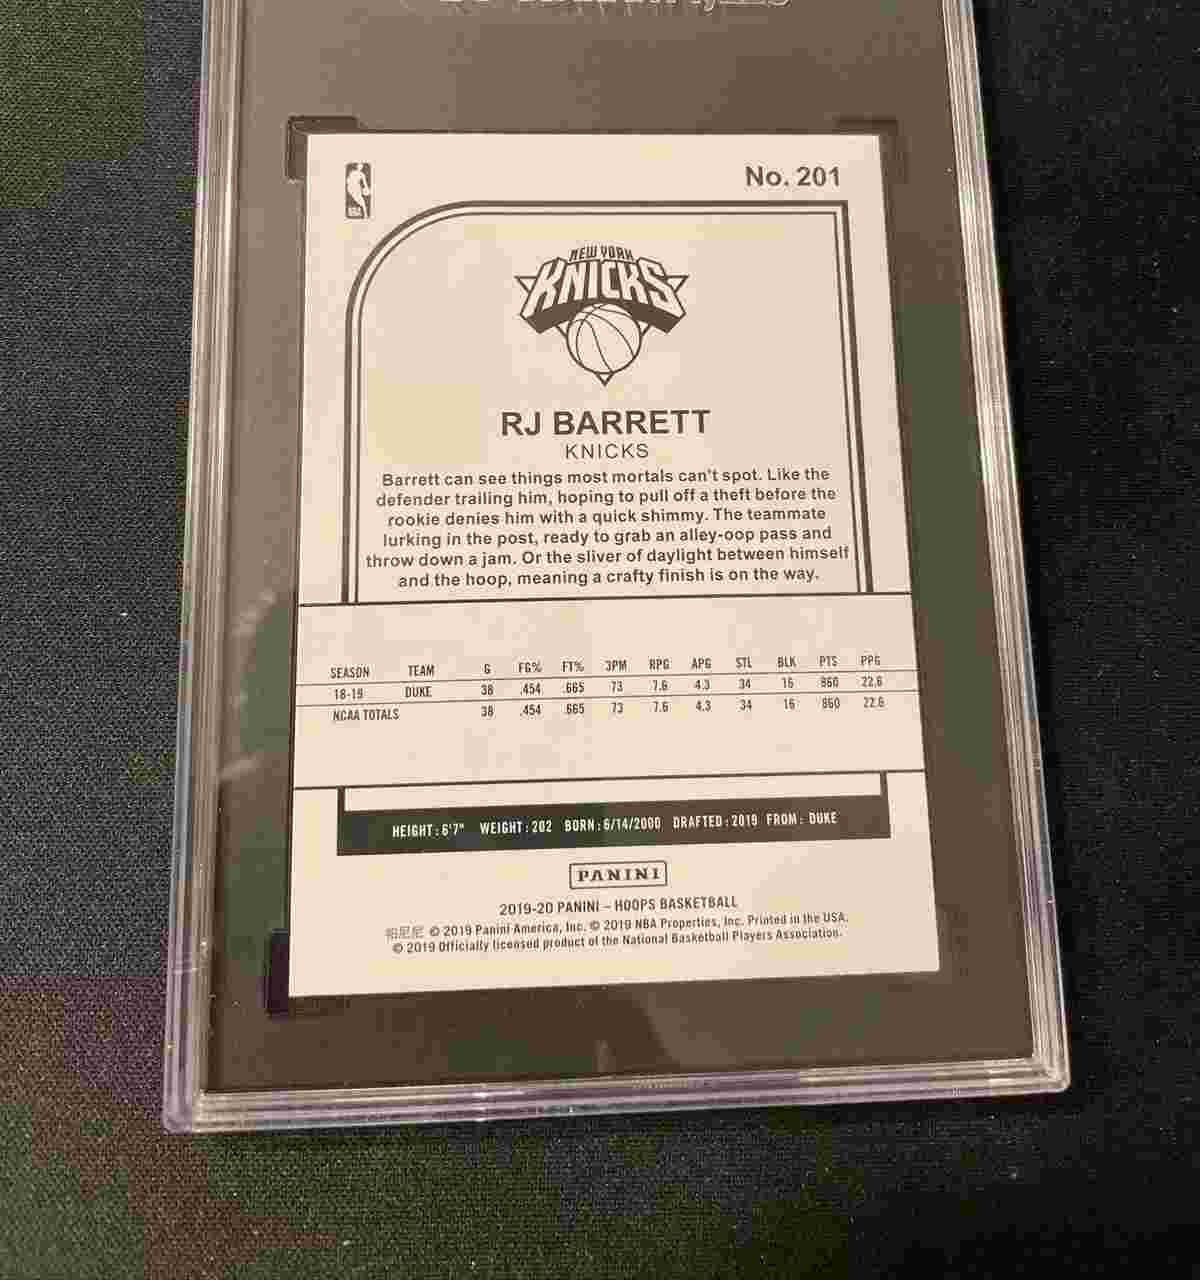 No. 201
NBA
NEW YORK
KNICKS
RJ BARRETT
KNICKS
Barrett can see things most mortals can't spot. Like the
defender trailing him, hoping to pull off a theft before the
rookie denies him with a quick shimmy. The teammate
lurking in the post, ready to grab an alley-oop pass and
throw down a jam. Or the sliver of daylight between himself
and the hoop, meaning a crafty finish is on the way.
SEASON TEAM G FG% FT% 3PM RPG APG STL BLK PTS PPG
18-19 DUKE 38 .454 .665 73 7.6 4.3 34 16 860 22.6
NCAA TOTALS 38 .454 .665 73 7.6 4.3 34 16 860 22.6
HEIGHT: 6'7" WEIGHT: 202 BORN: 6/14/2000 DRAFTED: 2019 FROM: DUKE
PANINI
2019-20 PANINI – HOOPS BASKETBALL
帕尼尼 © 2019 Panini America, Inc. © 2019 NBA Properties, Inc. Printed in the USA.
© 2019 Officially licensed product of the National Basketball Players Association.